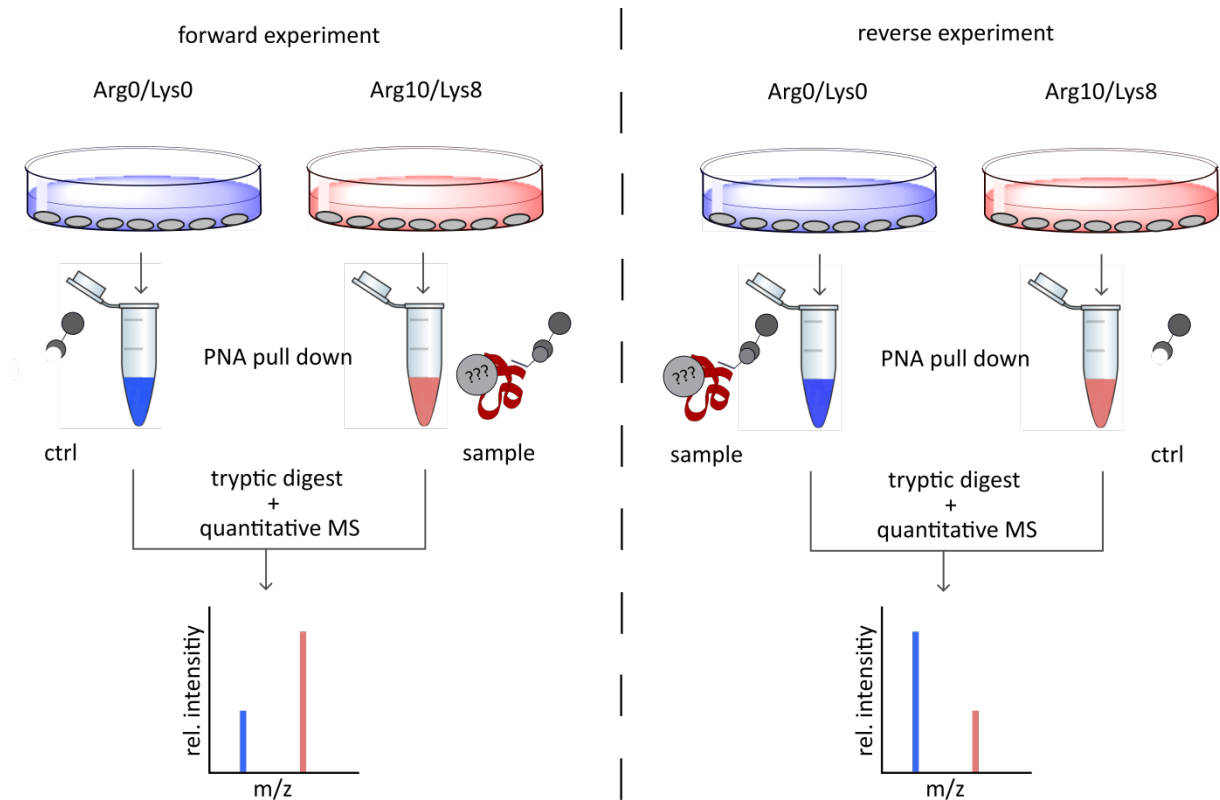 forward experiment
Arg0/Lys0
Arg10/Lys8
PNA pull down
???
ctrl
sample
tryptic digest
+
quantitative MS
rel. intensitiy
m/z
reverse experiment
Arg0/Lys0
Arg10/Lys8
???
PNA pull down
sample
ctrl
tryptic digest
+
quantitative MS
rel. intensitiy
m/z